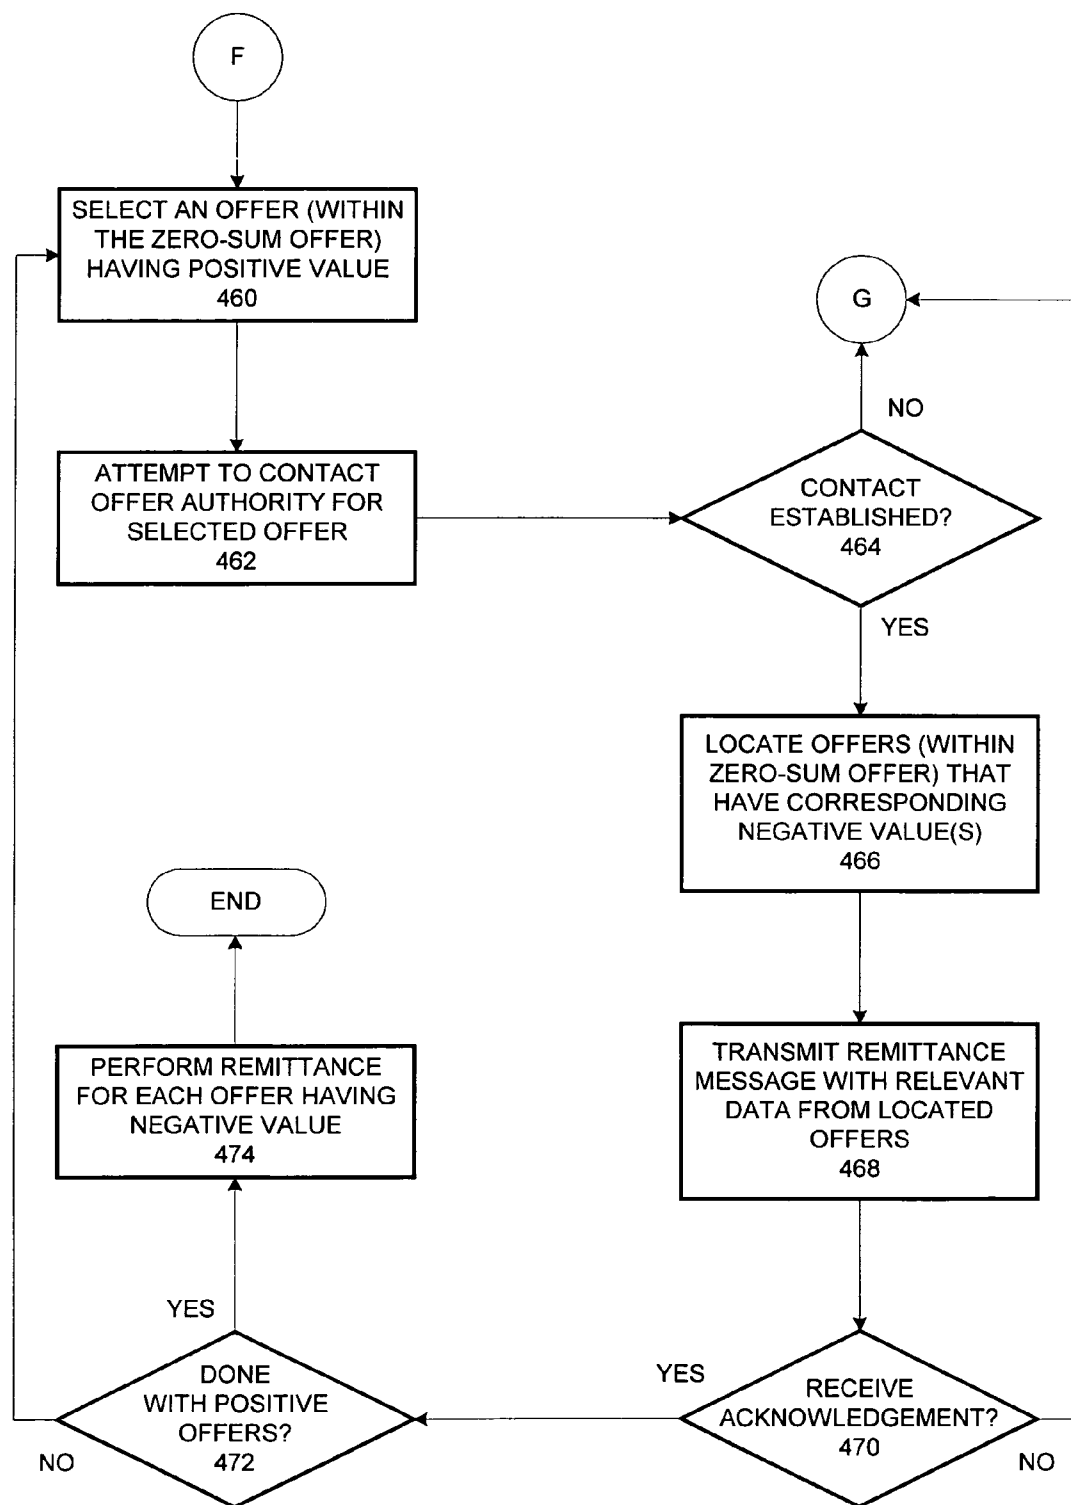 F
SELECT AN OFFER (WITHIN
THE ZERO-SUM OFFER)
HAVING POSITIVE VALUE
460
G
NO
ATTEMPT TO CONTACT
OFFER AUTHORITY FOR
SELECTED OFFER
462
CONTACT
ESTABLISHED?
464
YES
LOCATE OFFERS (WITHIN
ZERO-SUM OFFER) THAT
HAVE CORRESPONDING
NEGATIVE VALUE(S)
466
END
TRANSMIT REMITTANCE
MESSAGE WITH RELEVANT
DATA FROM LOCATED
OFFERS
468
PERFORM REMITTANCE
FOR EACH OFFER HAVING
NEGATIVE VALUE
474
YES
DONE
WITH POSITIVE
OFFERS?
472
NO
YES
RECEIVE
ACKNOWLEDGEMENT?
470
NO